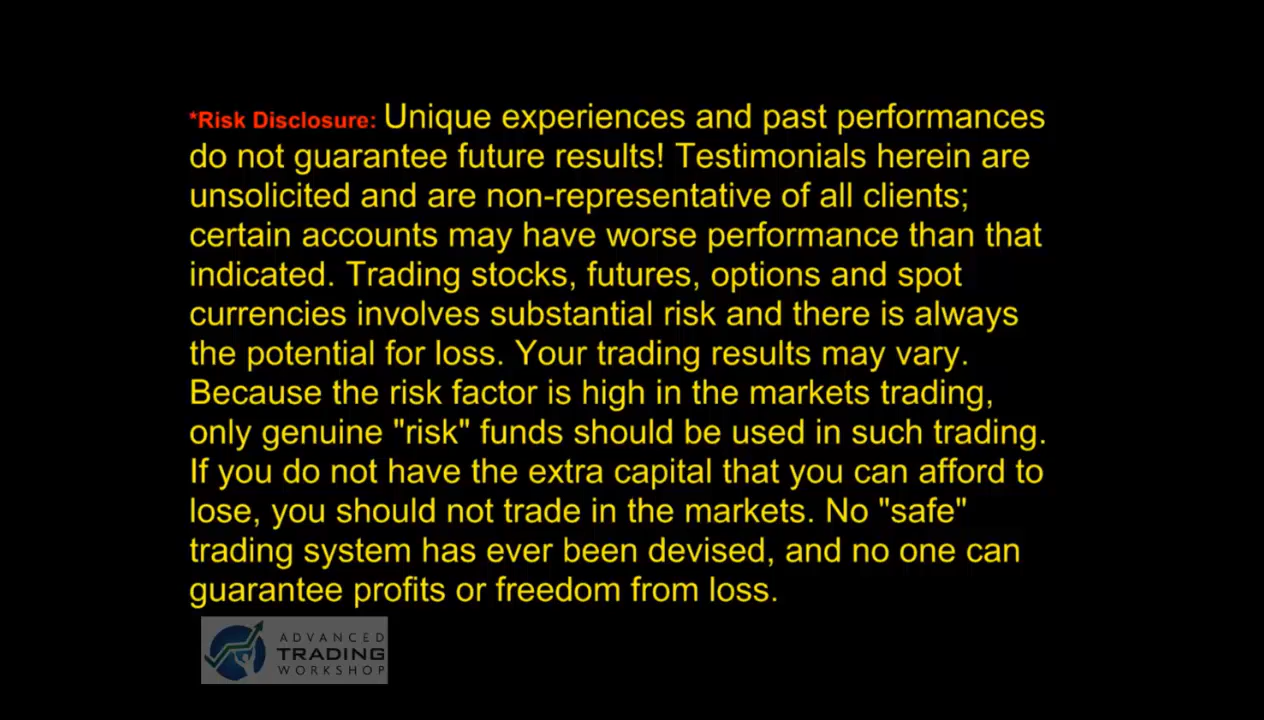 *Risk Disclosure: Unique experiences and past performances
do not guarantee future results! Testimonials herein are
unsolicited and are non-representative of all clients;
certain accounts may have worse performance than that
indicated. Trading stocks, futures, options and spot
currencies involves substantial risk and there is always
the potential for loss. Your trading results may vary.
Because the risk factor is high in the markets trading,
only genuine "risk" funds should be used in such trading.
If you do not have the extra capital that you can afford to
lose, you should not trade in the markets. No "safe"
trading system has ever been devised, and no one can
guarantee profits or freedom from loss.
ADVANCED
TRADING
WORKSHOP